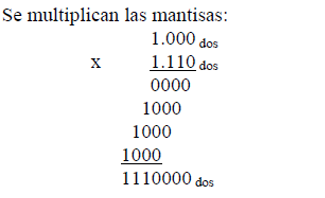 Se multiplican las mantisas:
1.000 dos
x 1.110 dos
0000
1000
1000
1000
1110000 dos